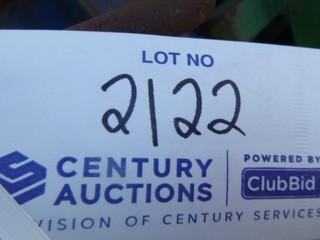 LOT NO
2122
CENTURY AUCTIONS
POWERED BY
ClubBid
VISION OF CENTURY SERVICES